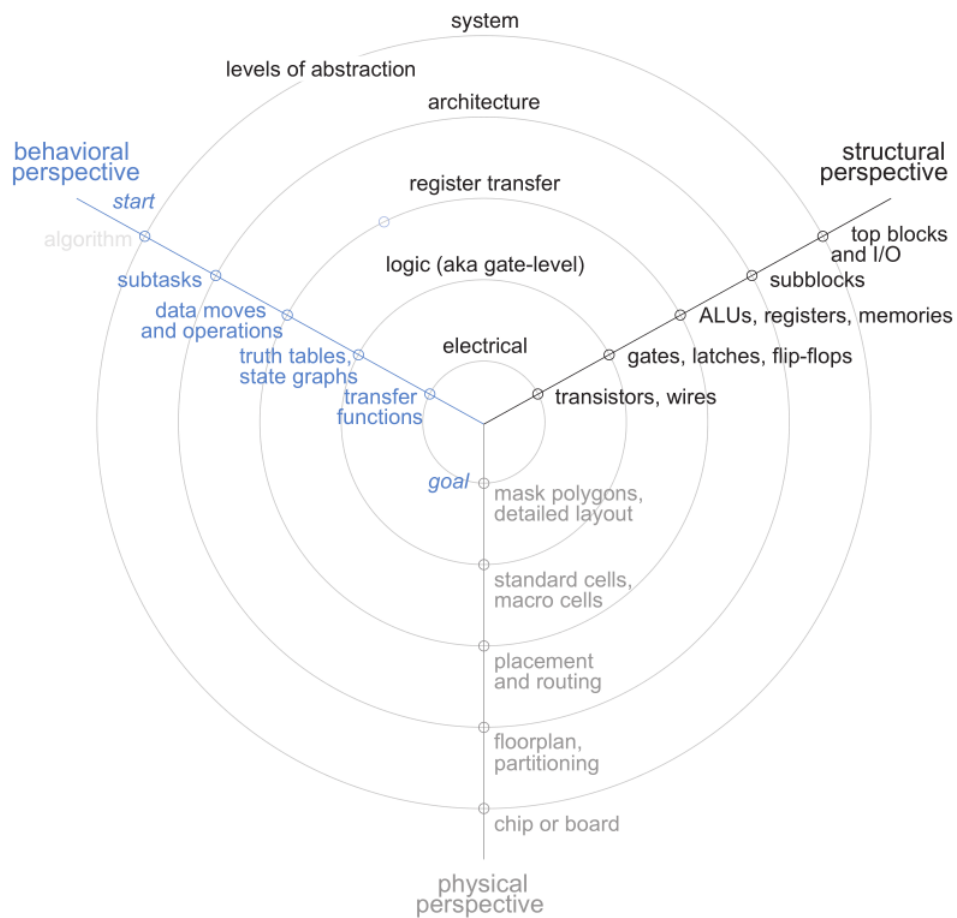 system
levels of abstraction
architecture
behavioral
perspective
structural
perspective
register transfer
start
algorithm
top blocks
and I/O
logic (aka gate-level)
subtasks
subblocks
data moves
and operations
ALUs, registers, memories
electrical
truth tables,
state graphs
gates, latches, flip-flops
transfer
functions
transistors, wires
goal
mask polygons,
detailed layout
standard cells,
macro cells
placement
and routing
floorplan,
partitioning
chip or board
physical
perspective